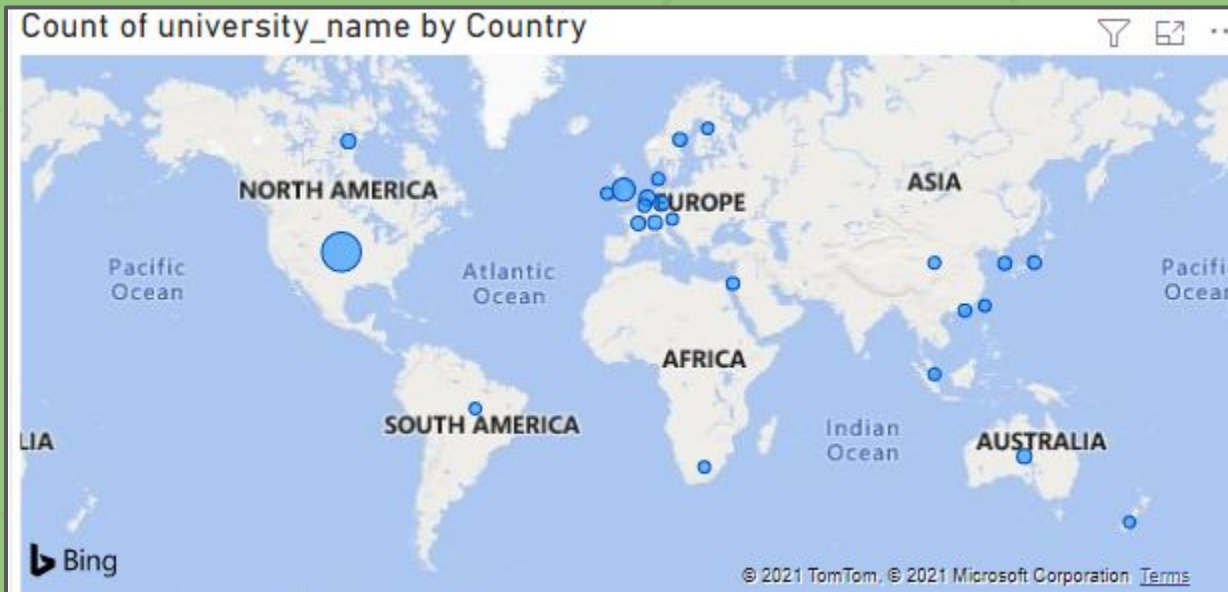 Count of university_name by Country
NORTH AMERICA
EUROPE
ASIA
Pacific
Ocean
Atlantic
Ocean
Pacifi
Ocean
AFRICA
SOUTH AMERICA
Indian
Ocean
AUSTRALIA
LIA
Bing
© 2021 TomTom, © 2021 Microsoft Corporation Terms